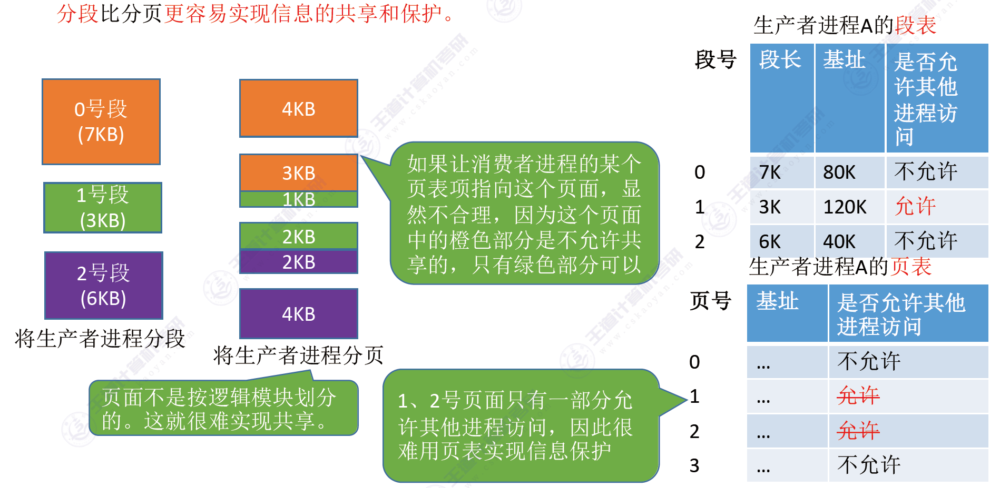 分段比分页更容易实现信息的共享和保护。
0号段
(7KB)
1号段
(3KB)
2号段
(6KB)
将生产者进程分段
4KB
3KB
1KB
2KB
2KB
4KB
将生产者进程分页
页面不是按逻辑模块划分
的。这就很难实现共享。
如果让消费者进程的某个
页表项指向这个页面，显
然不合理，因为这个页面
中的橙色部分是不允许共
享的，只有绿色部分可以
1、2号页面只有一部分允
许其他进程访问，因此很
难用页表实现信息保护
生产者进程A的段表
段号 段长 基址 是否允
许其他
进程访
问
0 7K 80K 不允许
1 3K 120K 允许
2 6K 40K 不允许
生产者进程A的页表
页号 基址 是否允许其他
进程访问
0 ... 不允许
1 ... 允许
2 ... 允许
3 ... 不允许
王道计算机考研
www.cskaoyan.com